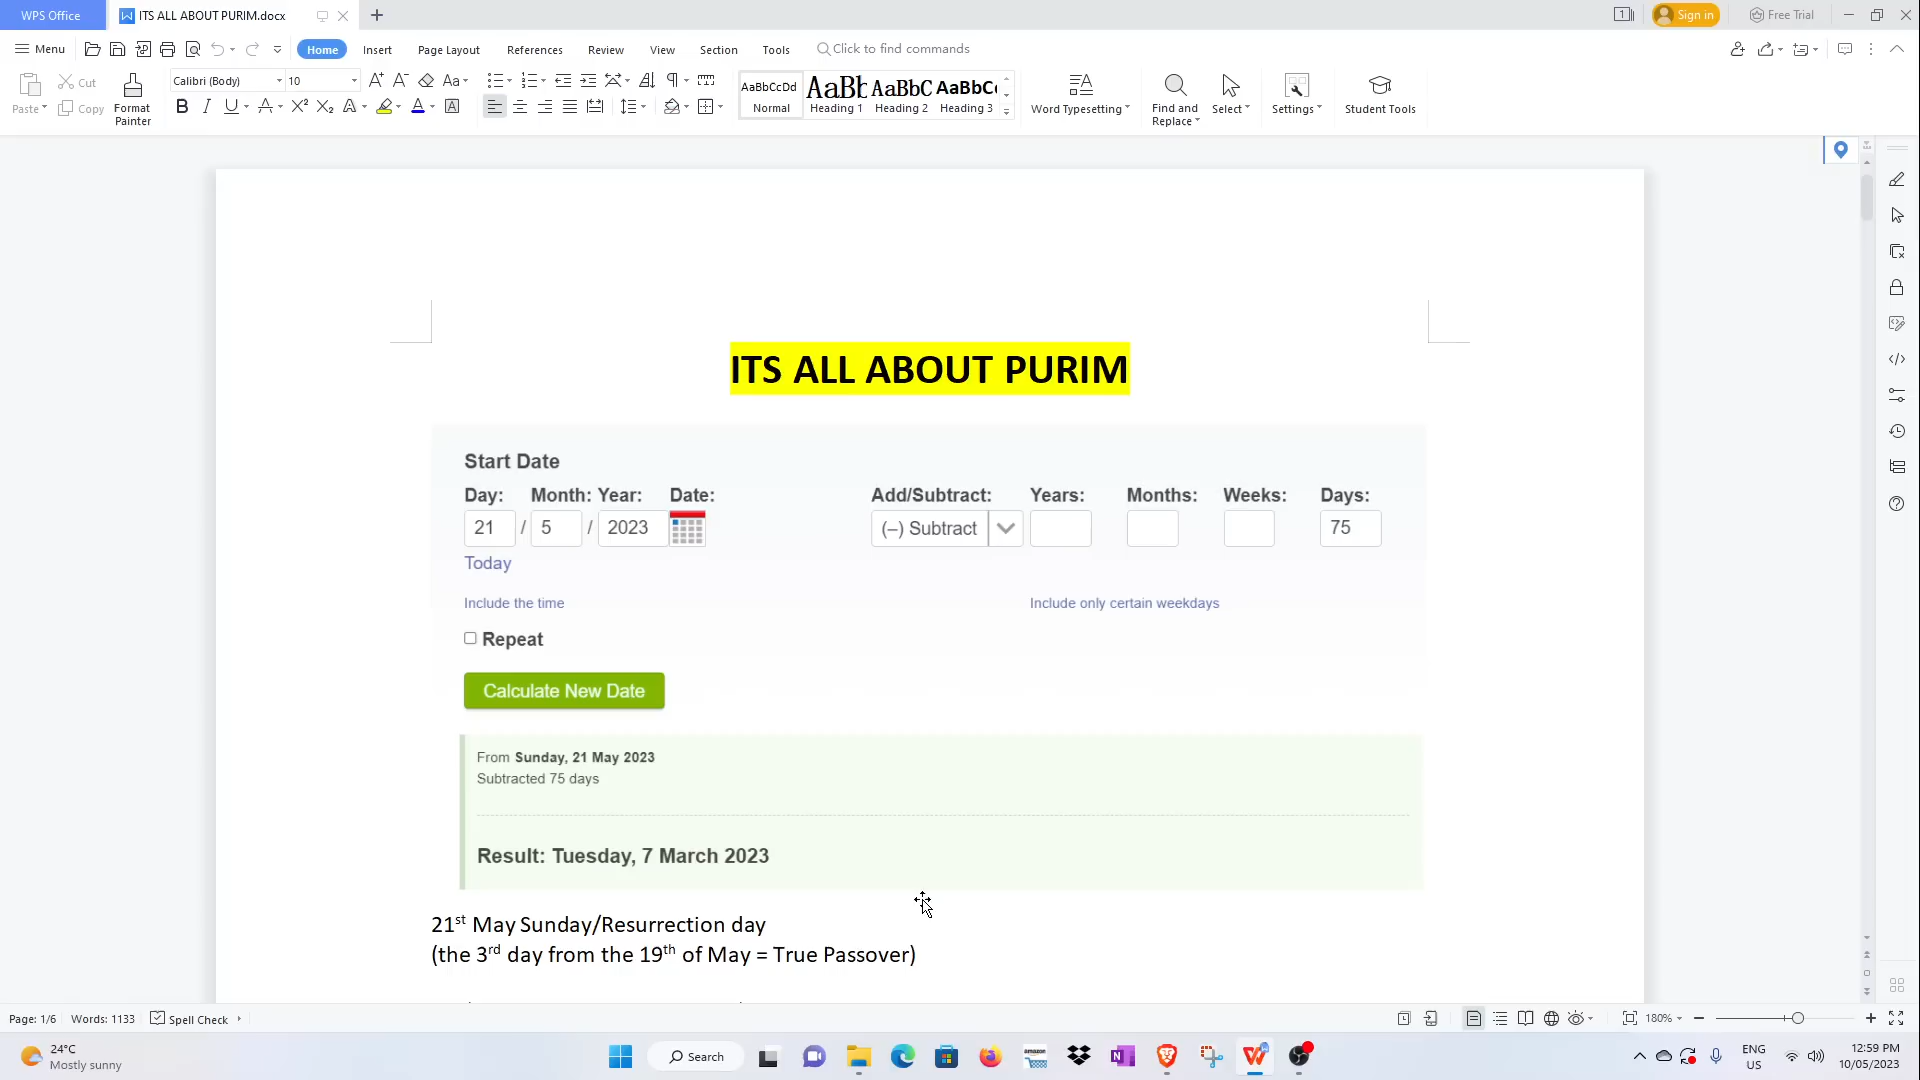 WPS Office
ITS ALL ABOUT PURIM.docx
Sign in
Free Trial
Menu
Home
Insert
Page Layout
References
Review
View
Section
Tools
Click to find commands
Paste
Cut
Copy
Format Painter
Calibri (Body)
10
AaBbCcDd
Normal
AaBb
Heading 1
AaBbC
Heading 2
AaBbC
Heading 3
Word Typesetting
Find and Replace
Select
Settings
Student Tools
ITS ALL ABOUT PURIM
Start Date
Day: Month: Year: Date: Add/Subtract: Years: Months: Weeks: Days:
21 / 5 / 2023 (–) Subtract 75
Today
Include the time Include only certain weekdays
Repeat
Calculate New Date
From Sunday, 21 May 2023
Subtracted 75 days
Result: Tuesday, 7 March 2023
21st May Sunday/Resurrection day
(the 3rd day from the 19th of May = True Passover)
Page: 1/6 Words: 1133 Spell Check 180%
24°C
Mostly sunny
Search
ENG
US
12:59 PM
10/05/2023